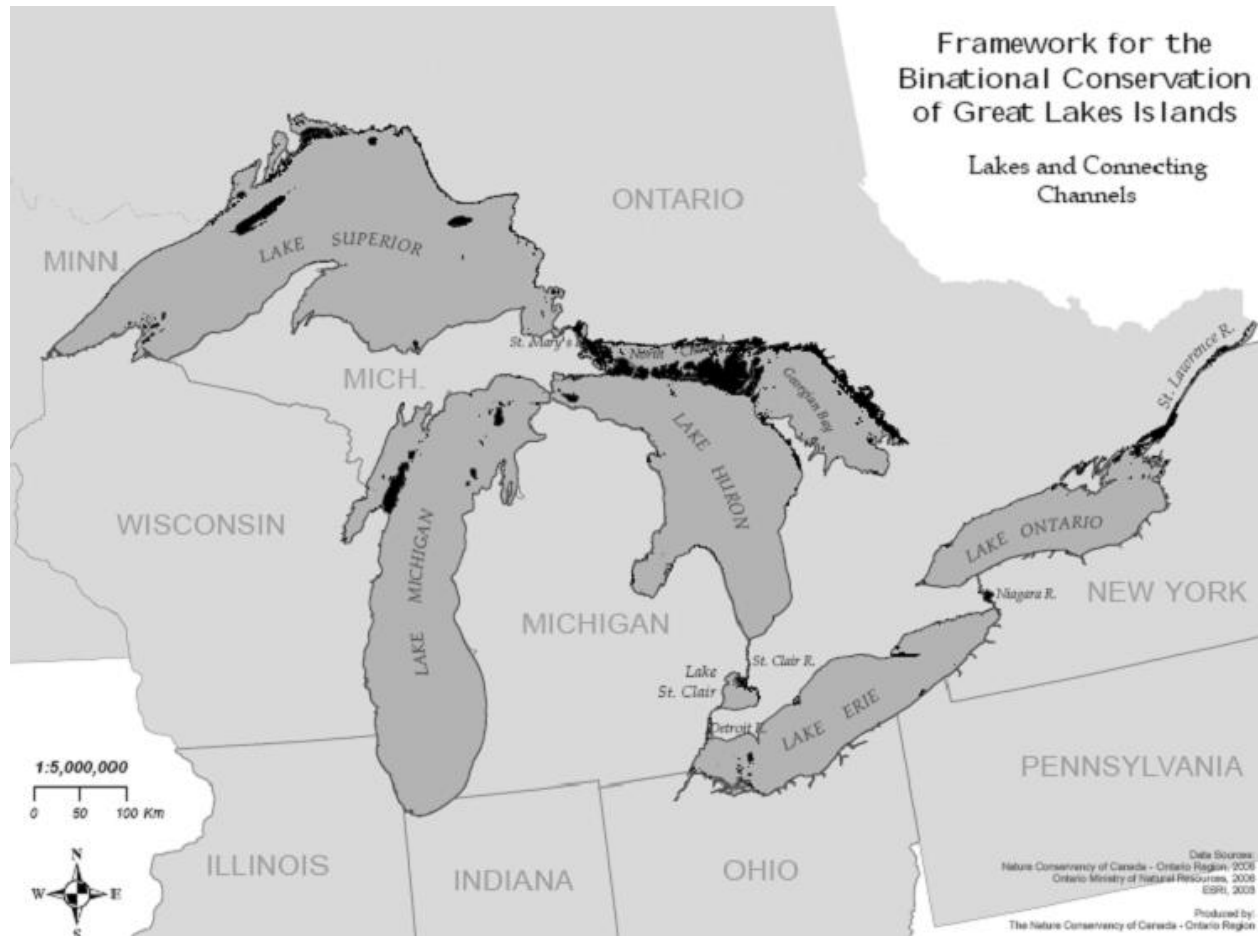 Framework for the
Binational Conservation
of Great Lakes Islands
Lakes and Connecting
Channels
ONTARIO
MINN.
LAKE SUPERIOR
St. Mary's
North
MICH.
Georgian Bay
St. Lawrence R.
LAKE HURON
WISCONSIN
LAKE MICHIGAN
LAKE ONTARIO
MICHIGAN
Niagara R.
NEW YORK
Lake
St. Clair
St. Clair R.
Detroit R.
LAKE ERIE
1:5,000,000
0 50 100 Km
PENNSYLVANIA
ILLINOIS
INDIANA
OHIO
N
W E
S
Data Sources:
Nature Conservancy of Canada - Ontario Region, 2006
Ontario Ministry of Natural Resources, 2006
ESRI, 2003
Produced by:
The Nature Conservancy of Canada - Ontario Region